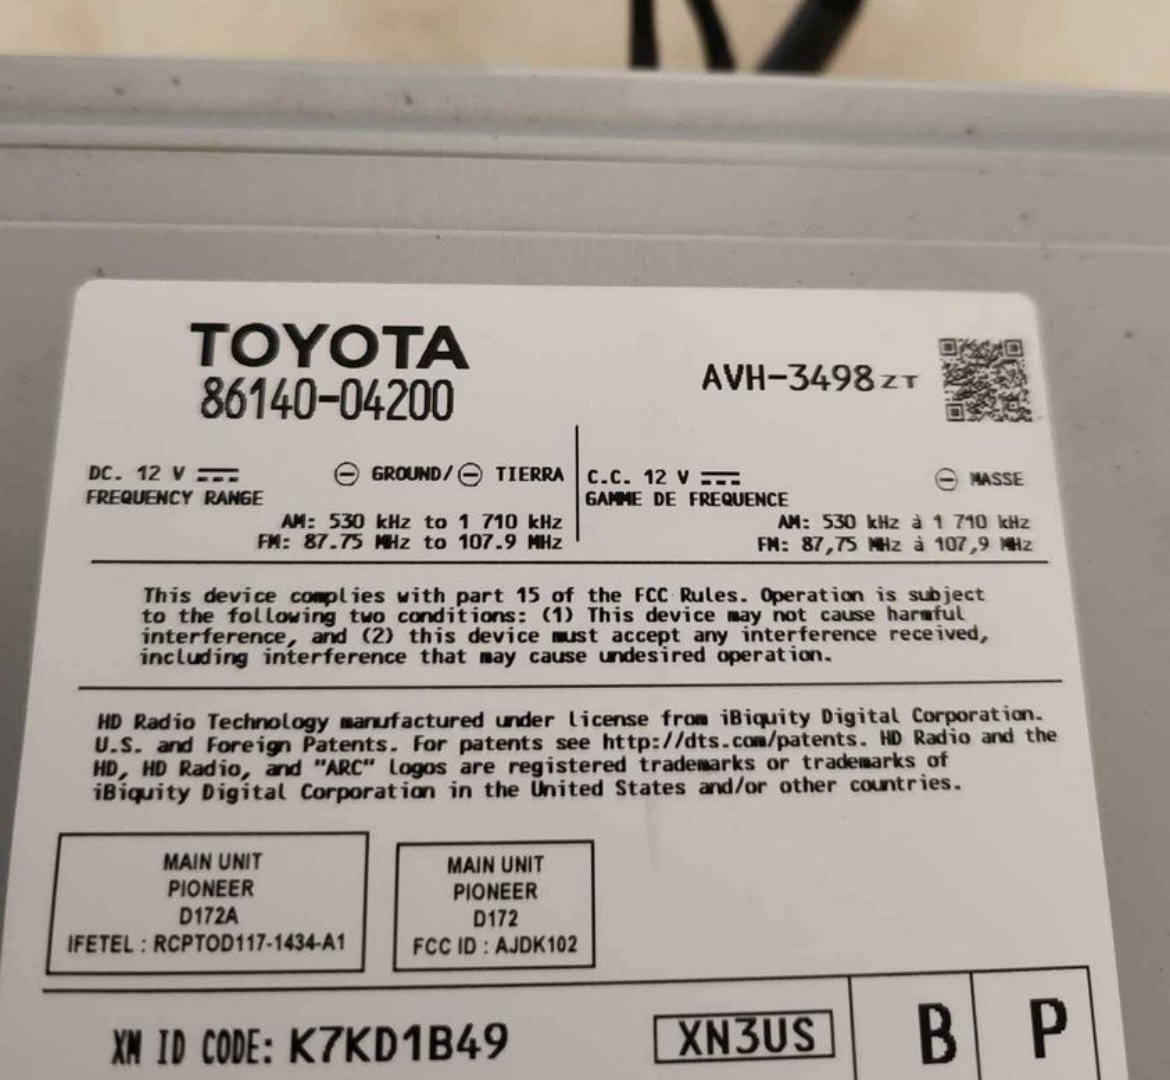 TOYOTA
86140-04200
AVH-3498ZT
DC. 12 V ⎓ ⊖ GROUND/⊖ TIERRA
FREQUENCY RANGE
AM: 530 kHz to 1 710 kHz
FM: 87.75 MHz to 107.9 MHz
C.C. 12 V ⎓ ⊖ MASSE
GAMME DE FREQUENCE
AM: 530 kHz à 1 710 kHz
FM: 87,75 MHz à 107,9 MHz
This device complies with part 15 of the FCC Rules. Operation is subject
to the following two conditions: (1) This device may not cause harmful
interference, and (2) this device must accept any interference received,
including interference that may cause undesired operation.
HD Radio Technology manufactured under license from iBiquity Digital Corporation.
U.S. and Foreign Patents. For patents see http://dts.com/patents. HD Radio and the
HD, HD Radio, and "ARC" logos are registered trademarks or trademarks of
iBiquity Digital Corporation in the United States and/or other countries.
MAIN UNIT
PIONEER
D172A
IFETEL : RCPTOD117-1434-A1
MAIN UNIT
PIONEER
D172
FCC ID : AJDK102
XM ID CODE: K7KD1B49
XN3US
B
P